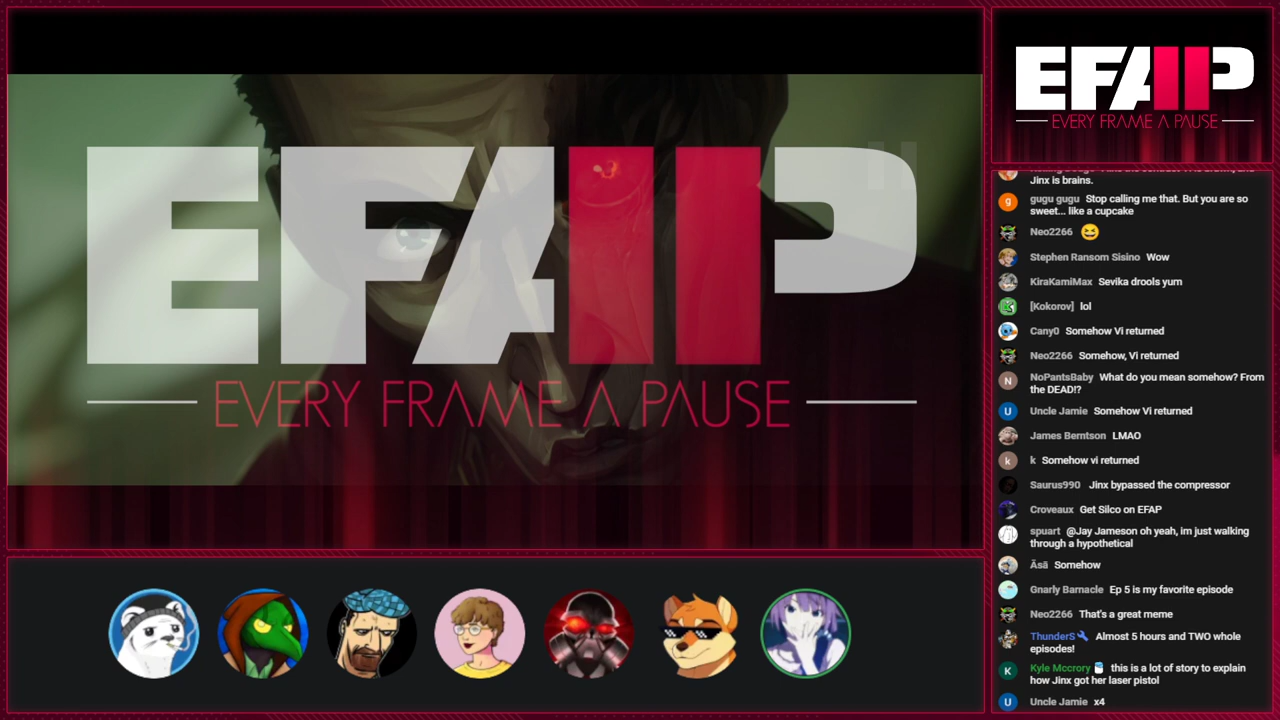 EFAP
EVERY FRAME A PAUSE
EFAP
EVERY FRAME A PAUSE
Jinx is brains.
g
gugu gugu Stop calling me that. But you are so
sweet... like a cupcake
Neo2266 😆
Stephen Ransom Sisino Wow
KiraKamiMax Sevika drools yum
[Kokorov] lol
Cany0 Somehow Vi returned
Neo2266 Somehow, Vi returned
N
NoPantsBaby What do you mean somehow? From
the DEAD!?
U
Uncle Jamie Somehow Vi returned
James Berntson LMAO
k
k Somehow vi returned
Saurus990 Jinx bypassed the compressor
Croveaux Get Silco on EFAP
spuart @Jay Jameson oh yeah, im just walking
through a hypothetical
Äsä Somehow
Gnarly Barnacle Ep 5 is my favorite episode
Neo2266 That's a great meme
ThunderS🔧 Almost 5 hours and TWO whole
episodes!
K
Kyle Mccrory this is a lot of story to explain
how Jinx got her laser pistol
U
Uncle Jamie x4